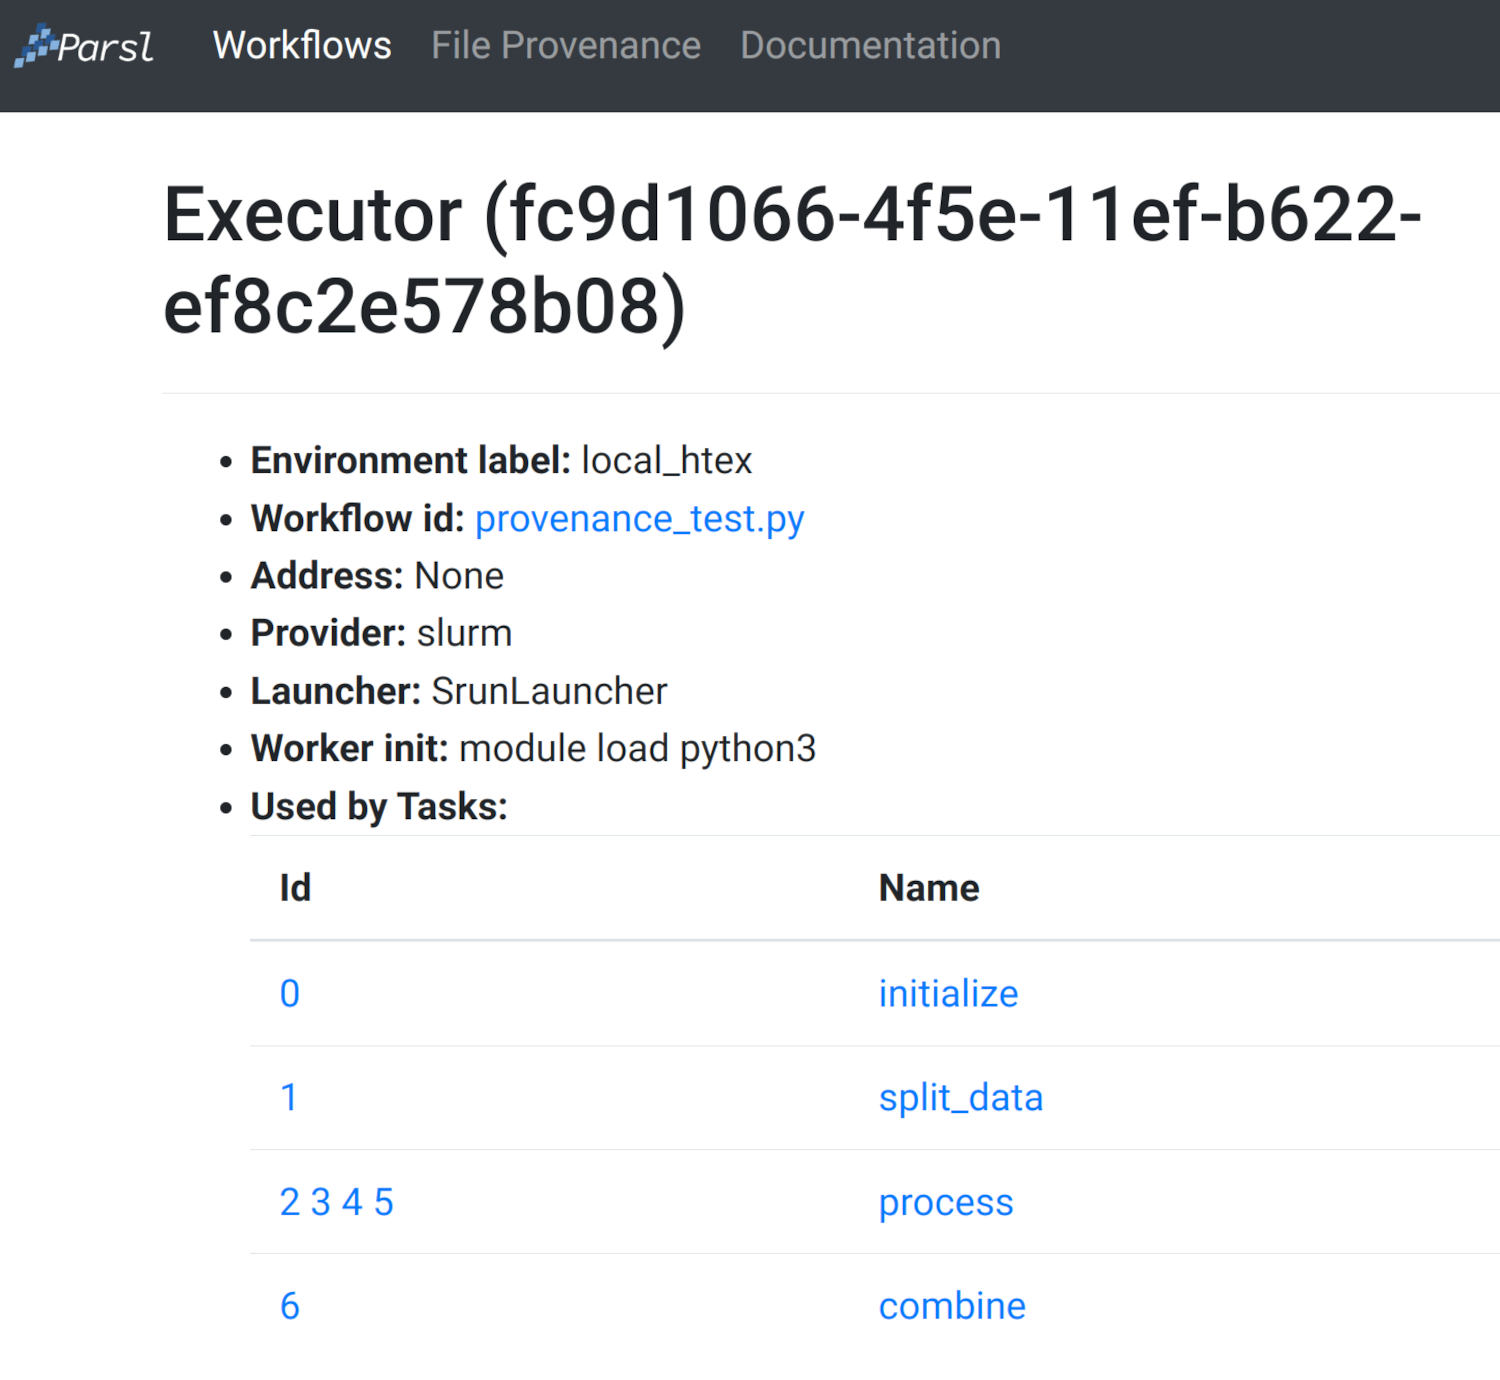 Parsl Workflows File Provenance Documentation
Executor (fc9d1066-4f5e-11ef-b622-
ef8c2e578b08)
• Environment label: local_htex
• Workflow id: provenance_test.py
• Address: None
• Provider: slurm
• Launcher: SrunLauncher
• Worker init: module load python3
• Used by Tasks:
Id Name
0 initialize
1 split_data
2 3 4 5 process
6 combine